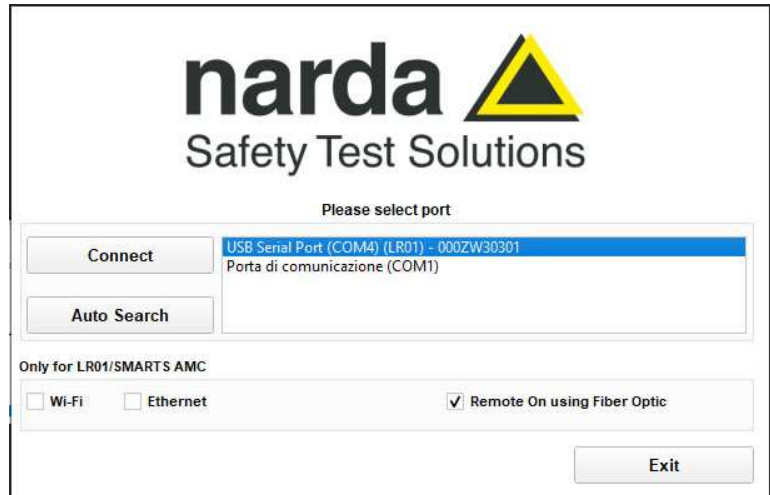 narda
Safety Test Solutions
Please select port
Connect
USB Serial Port (COM4) (LR01) - 000ZW30301
Porta di comunicazione (COM1)
Auto Search
Only for LR01/SMARTS AMC
Wi-Fi Ethernet Remote On using Fiber Optic
Exit